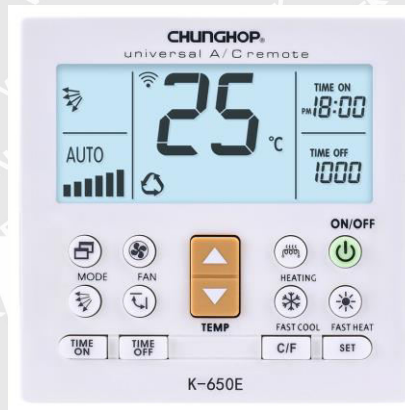 CHUNGHOP®
universal A/C remote
25 °C
AUTO
TIME ON
PM 18:00
TIME OFF
1000
ON/OFF
MODE
FAN
HEATING
TEMP
FAST COOL
FAST HEAT
TIME ON
TIME OFF
C/F
SET
K-650E